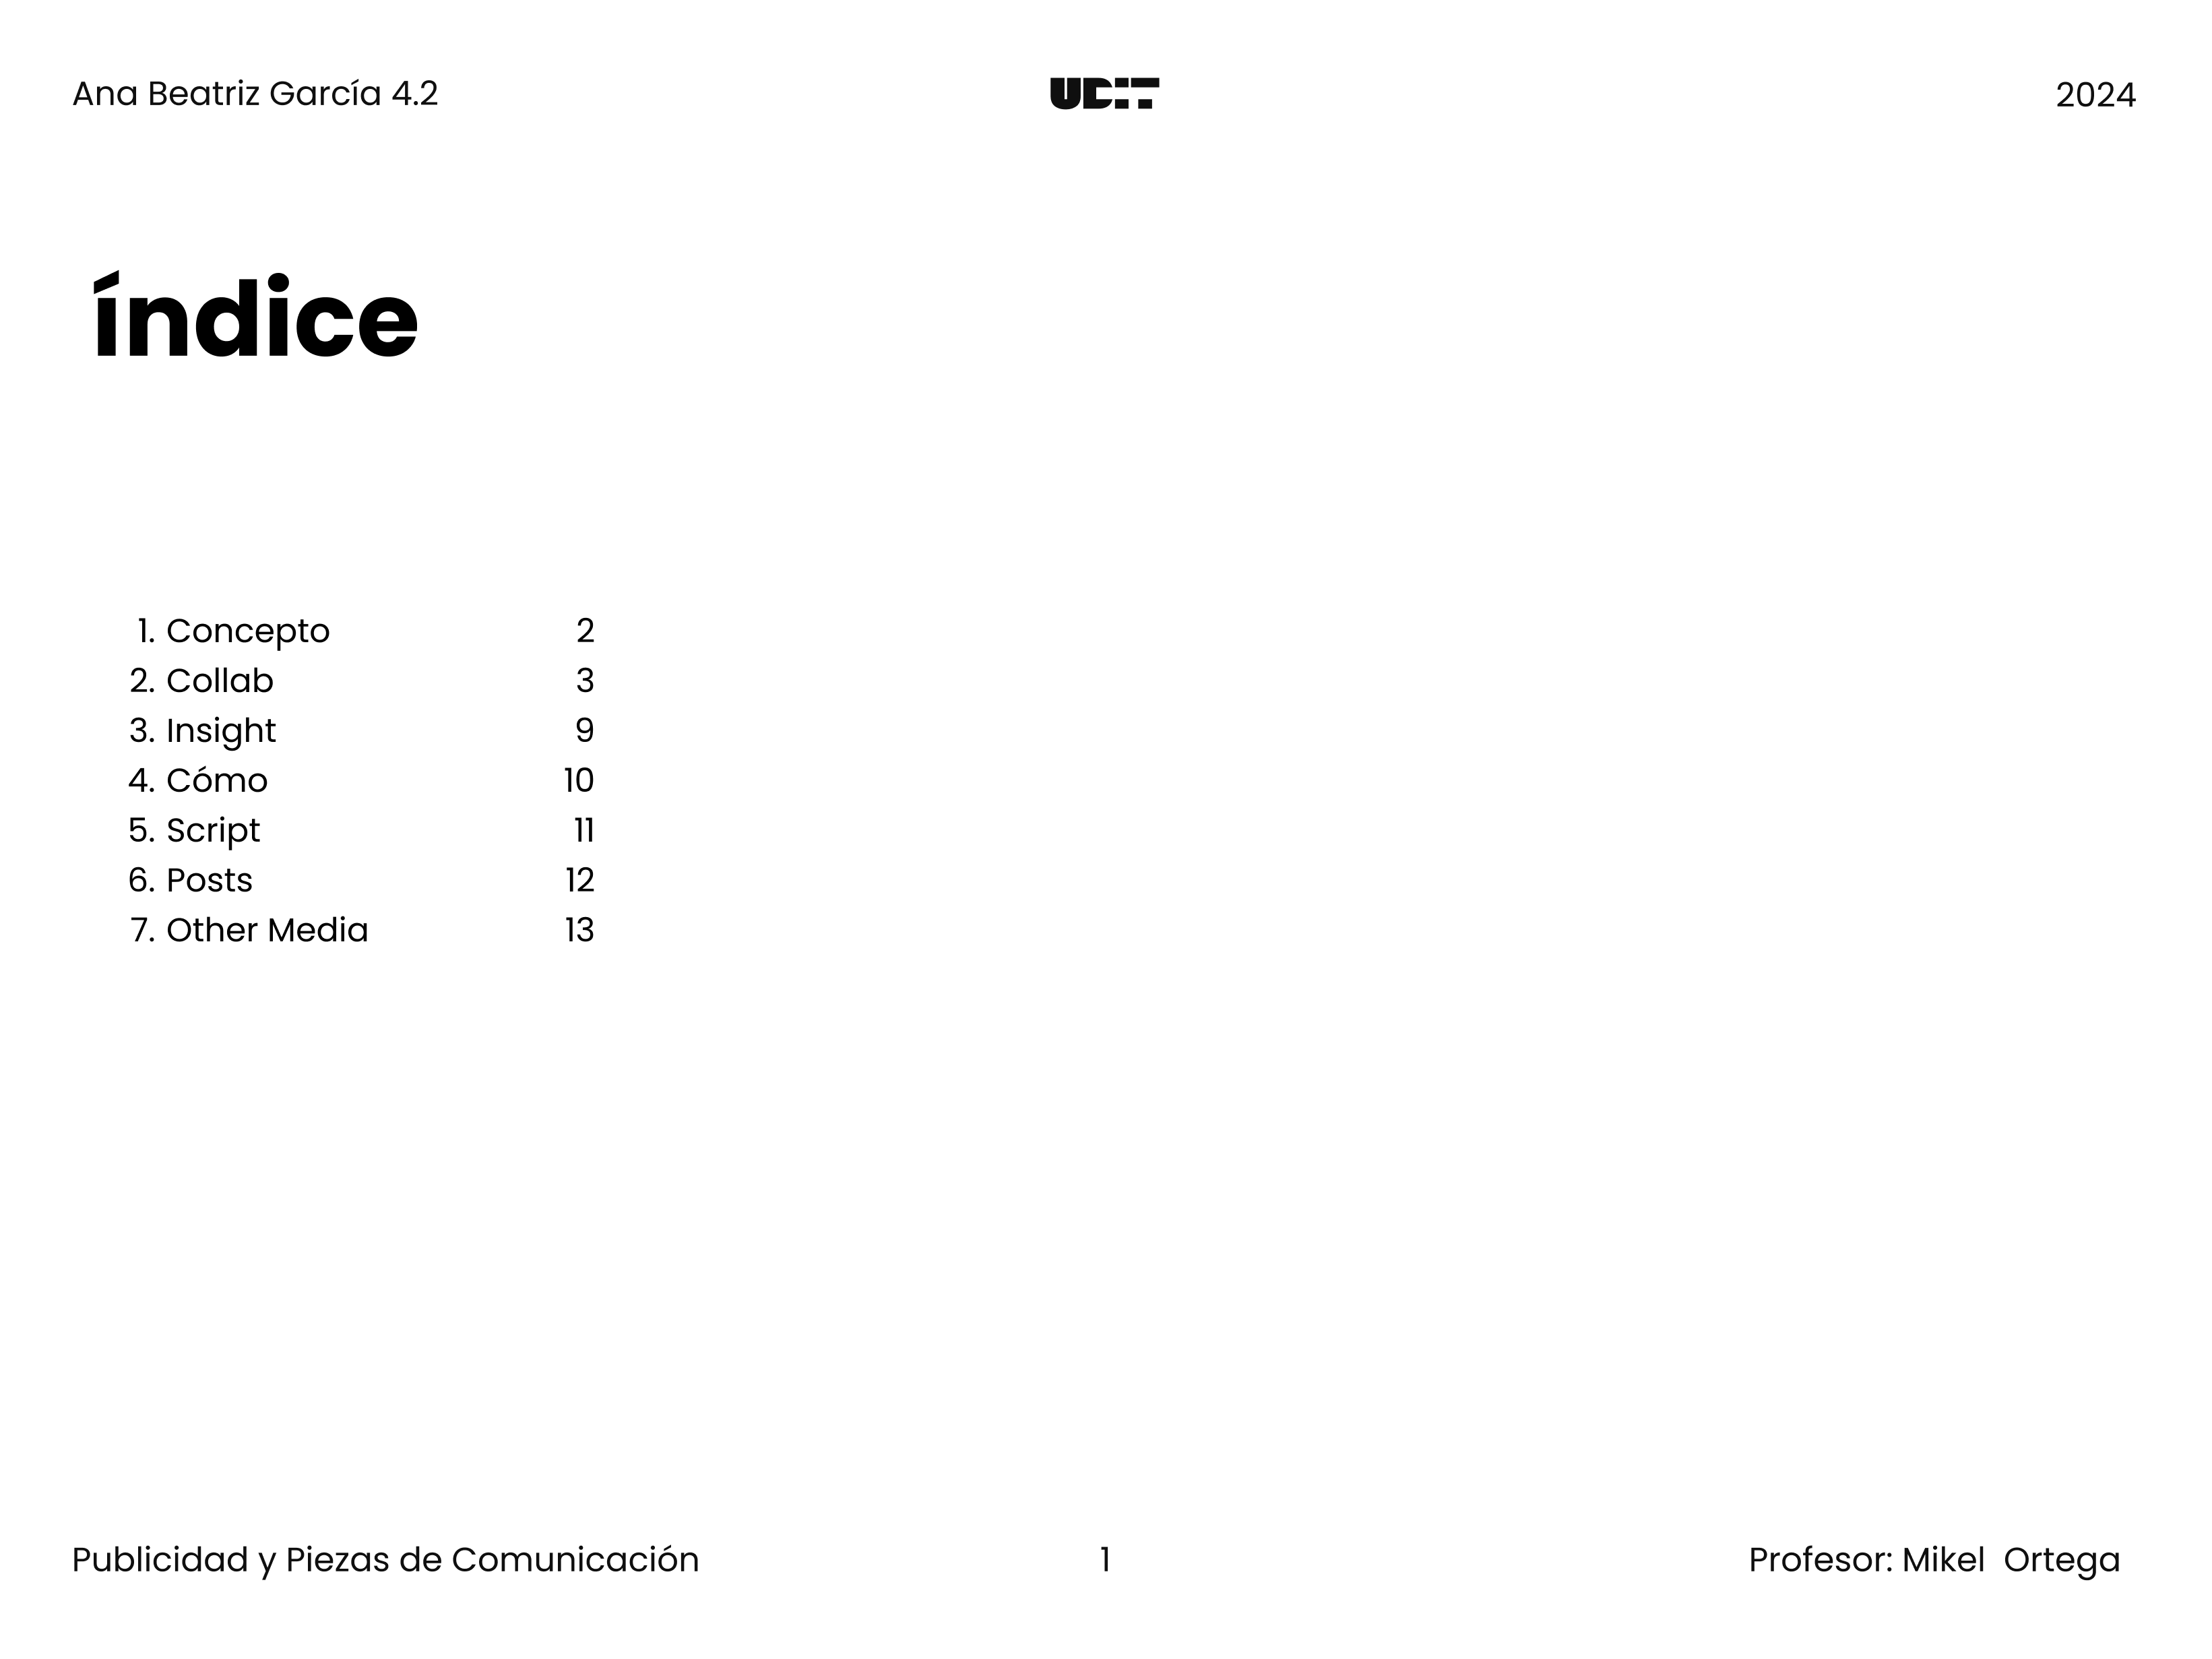 Ana Beatriz García 4.2
UDIT
2024
índice
1. Concepto 2
2. Collab 3
3. Insight 9
4. Cómo 10
5. Script 11
6. Posts 12
7. Other Media 13
Publicidad y Piezas de Comunicación
1
Profesor: Mikel  Ortega